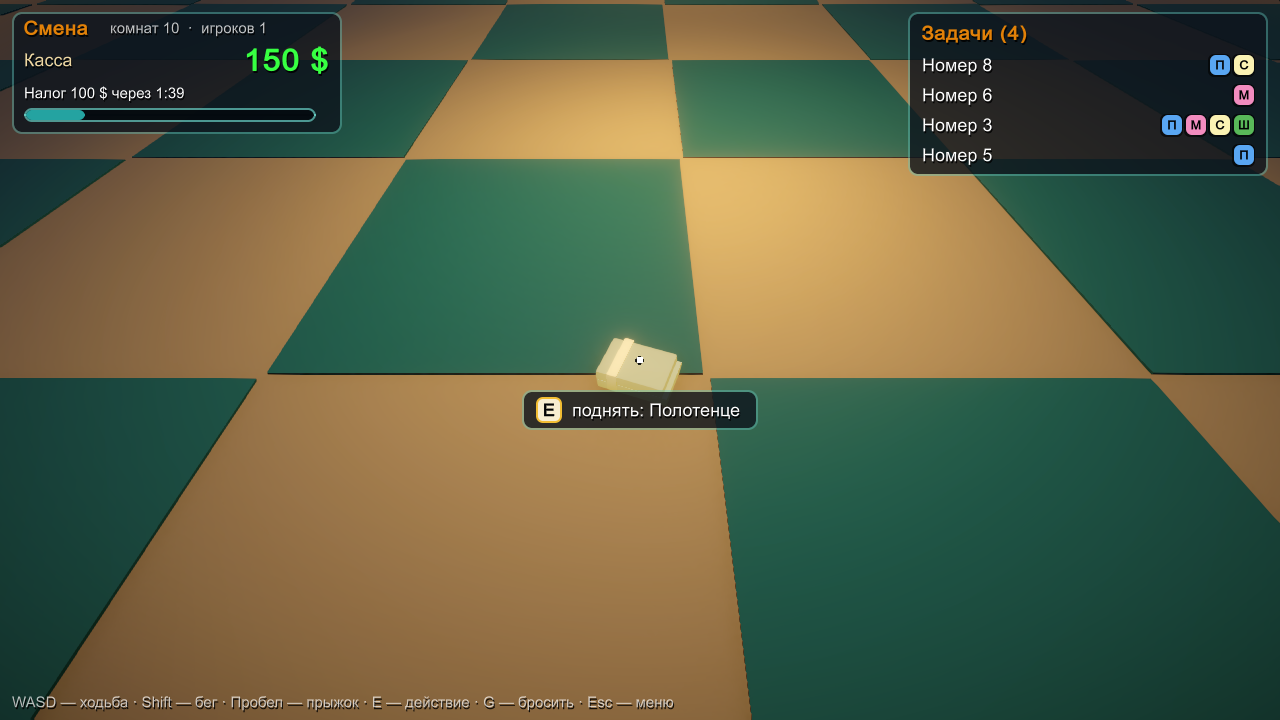 Смена комнат 10 · игроков 1
Касса 150 $
Налог 100 $ через 1:39
Задачи (4)
Номер 8 П С
Номер 6 М
Номер 3 П М С Ш
Номер 5 П
E поднять: Полотенце
WASD — ходьба · Shift — бег · Пробел — прыжок · E — действие · G — бросить · Esc — меню